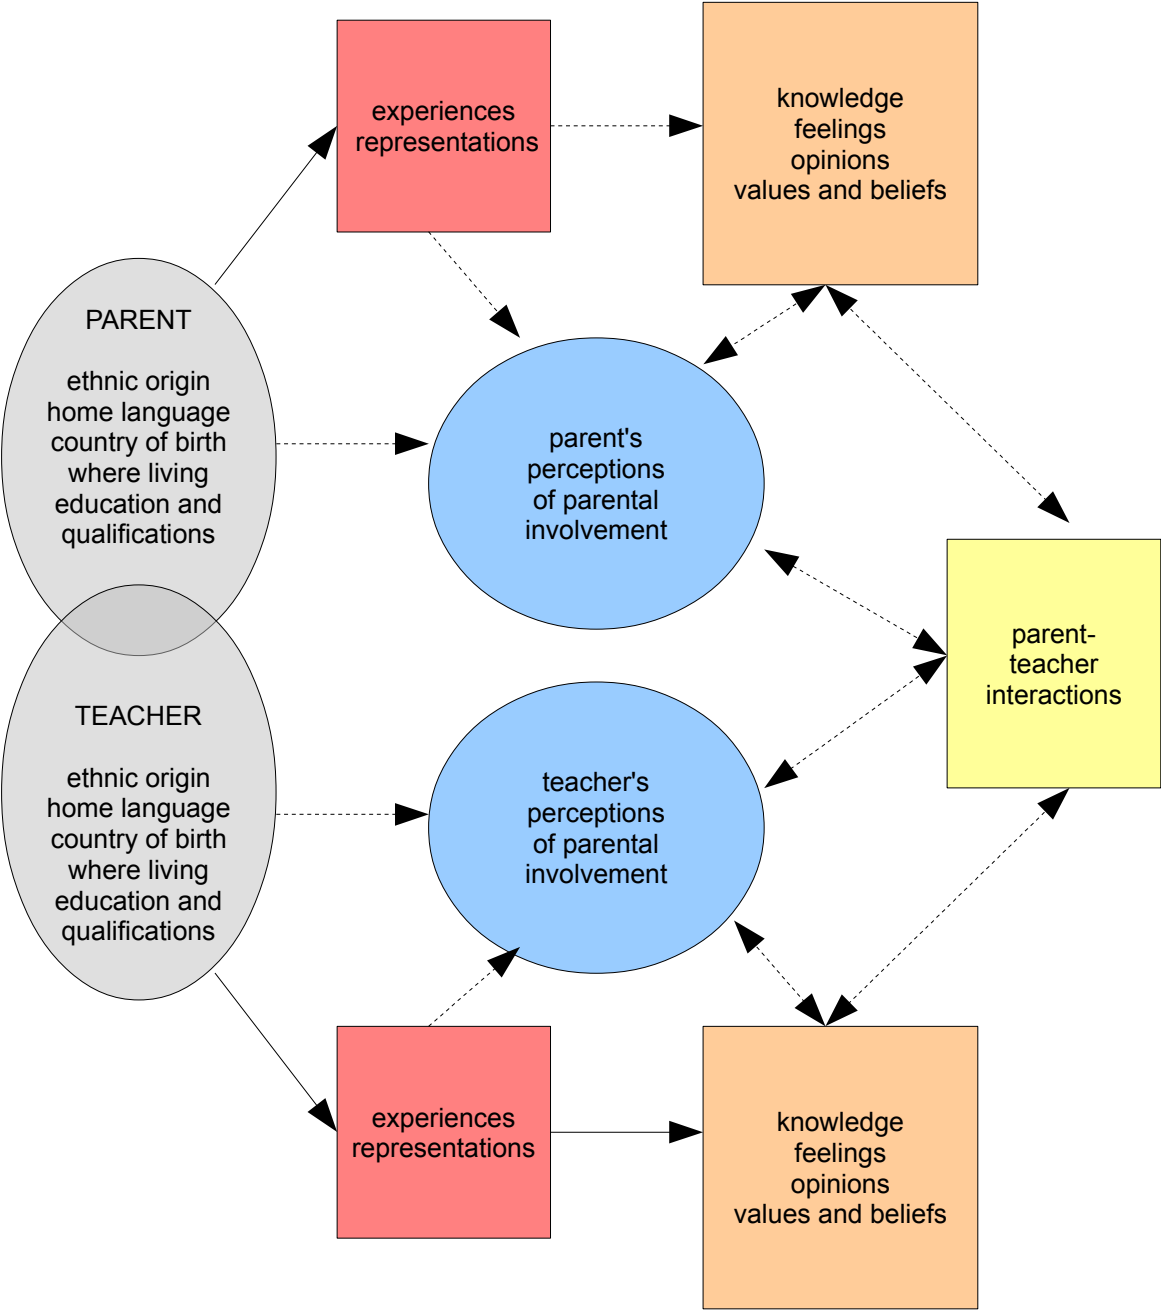 experiences
representations
knowledge
feelings
opinions
values and beliefs
PARENT
ethnic origin
home language
country of birth
where living
education and
qualifications
parent's
perceptions
of parental
involvement
parent-
teacher
interactions
TEACHER
ethnic origin
home language
country of birth
where living
education and
qualifications
teacher's
perceptions
of parental
involvement
experiences
representations
knowledge
feelings
opinions
values and beliefs